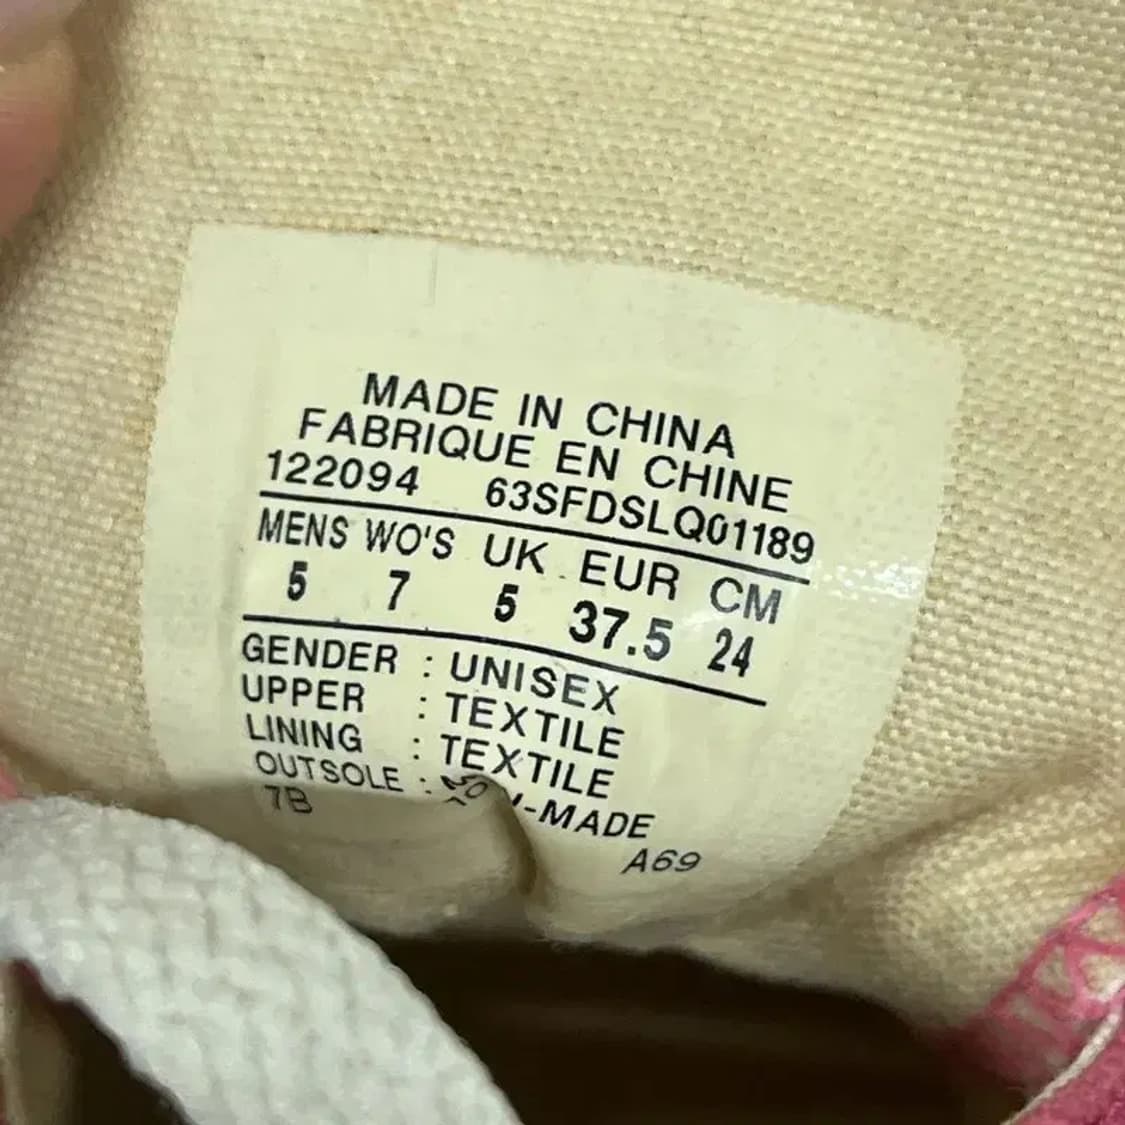 MADE IN CHINA
FABRIQUE EN CHINE
122094 63SFDSLQ01189
MENS WO'S UK EUR CM
5 7 5 37.5 24
GENDER : UNISEX
UPPER : TEXTILE
LINING : TEXTILE
OUTSOLE : -MADE
7B A69